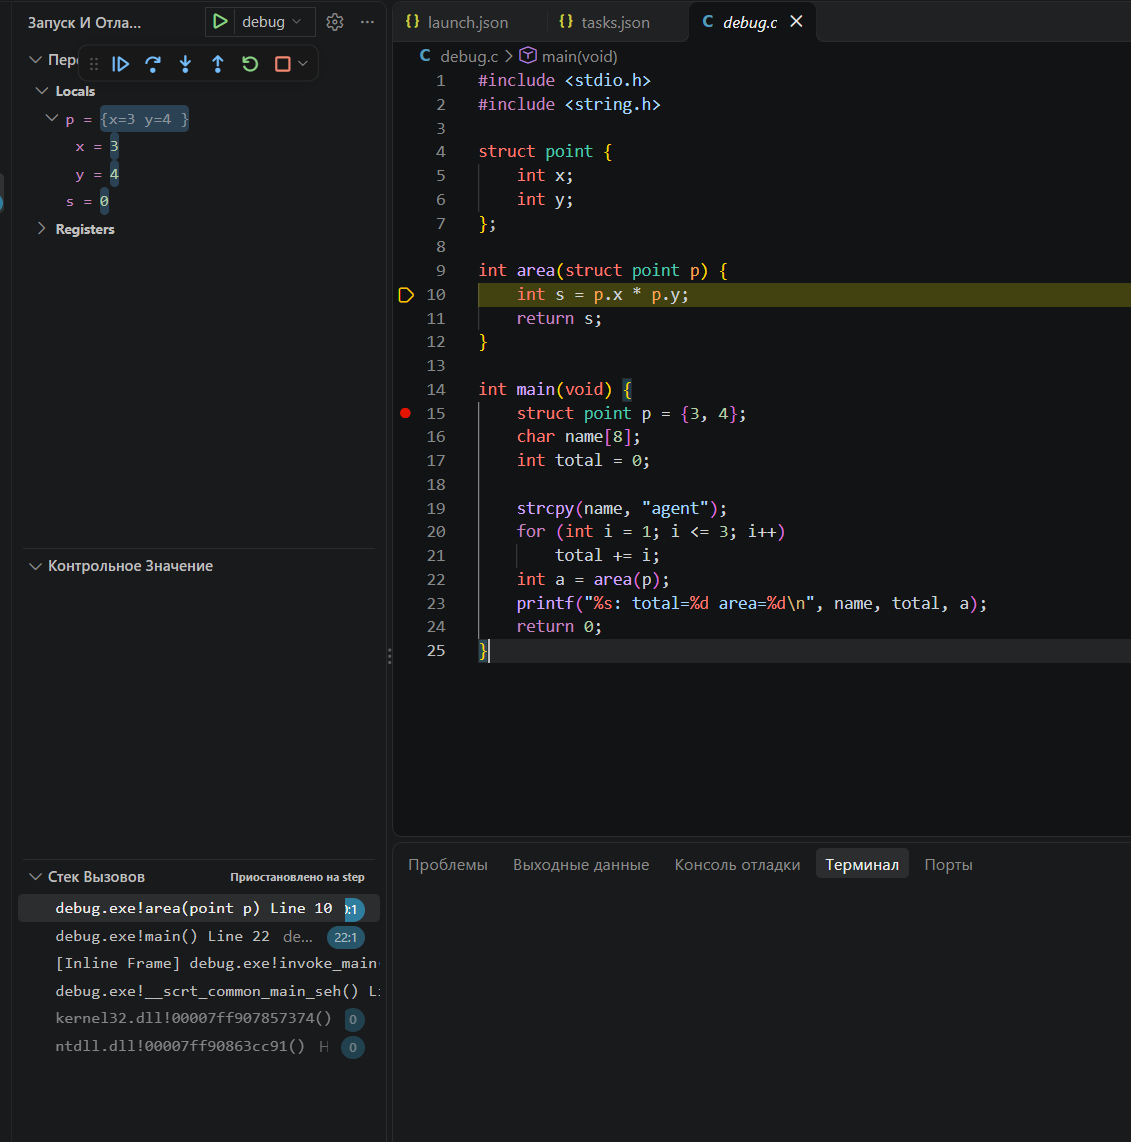 Запуск И Отла...
debug
Пере
Locals
p = {x=3 y=4 }
x = 3
y = 4
s = 0
Registers
Контрольное Значение
Стек Вызовов
Приостановлено на step
debug.exe!area(point p) Line 10 :1
debug.exe!main() Line 22 de... 22:1
[Inline Frame] debug.exe!invoke_main(
debug.exe!__scrt_common_main_seh() Li
kernel32.dll!00007ff907857374() 0
ntdll.dll!00007ff90863cc91() 0
launch.json
tasks.json
C debug.c
C debug.c > main(void)
1 #include <stdio.h>
2 #include <string.h>
3
4 struct point {
5 int x;
6 int y;
7 };
8
9 int area(struct point p) {
10 int s = p.x * p.y;
11 return s;
12 }
13
14 int main(void) {
15 struct point p = {3, 4};
16 char name[8];
17 int total = 0;
18
19 strcpy(name, "agent");
20 for (int i = 1; i <= 3; i++)
21 total += i;
22 int a = area(p);
23 printf("%s: total=%d area=%d\n", name, total, a);
24 return 0;
25 }
Проблемы
Выходные данные
Консоль отладки
Терминал
Порты